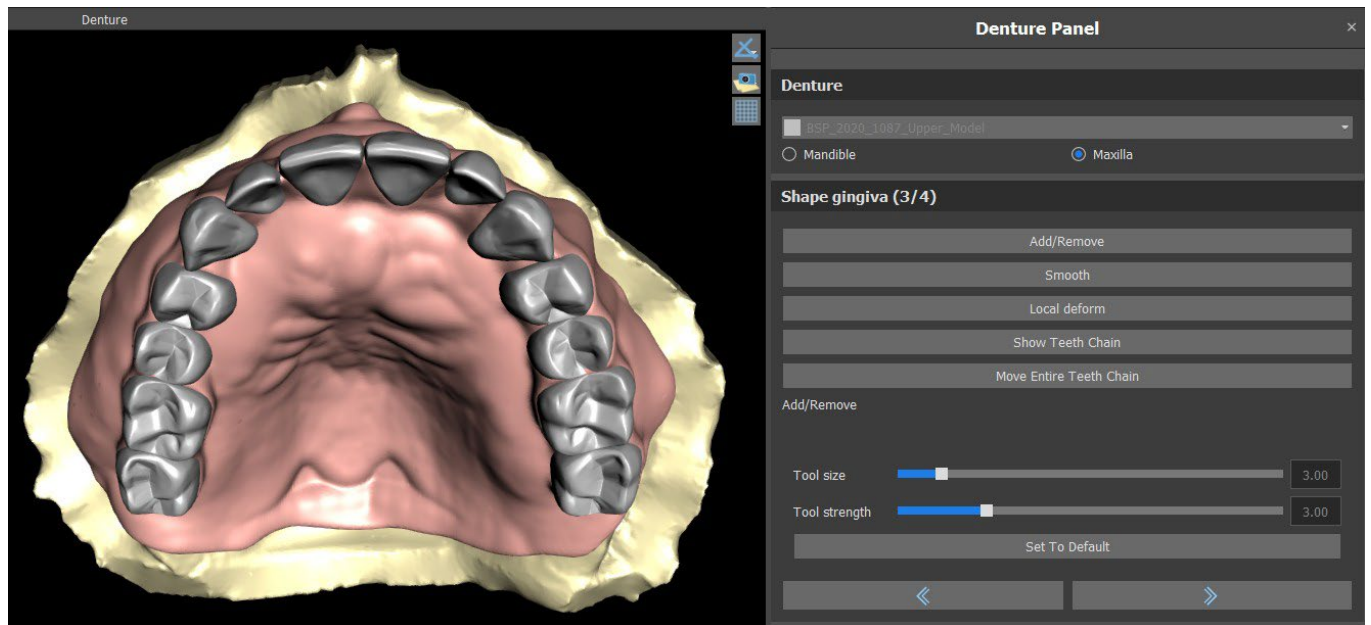 Denture
Denture Panel
Denture
BSP_2020_1087_Upper_Model
Mandible
Maxilla
Shape gingiva (3/4)
Add/Remove
Smooth
Local deform
Show Teeth Chain
Move Entire Teeth Chain
Add/Remove
Tool size 3.00
Tool strength 3.00
Set To Default